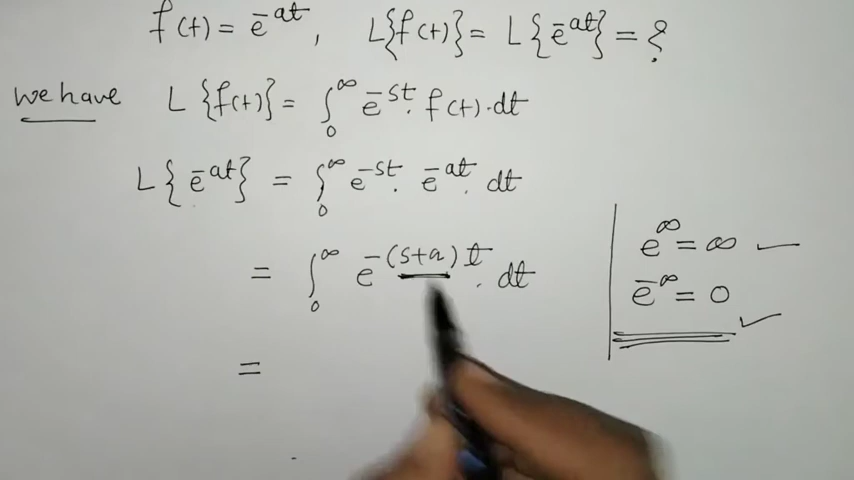 f(t) = e^-at, L{f(t)} = L{e^-at} = ?
We have L{f(t)} = ∫₀^∞ e^-st. f(t).dt
L{e^-at} = ∫₀^∞ e^-st. e^-at. dt
= ∫₀^∞ e^-(s+a)t. dt
=
e^∞ = ∞
e^-∞ = 0